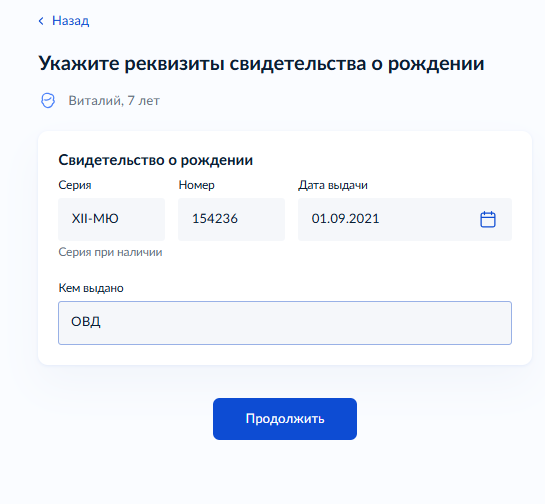 Назад
Укажите реквизиты свидетельства о рождении
Виталий, 7 лет
Свидетельство о рождении
Серия Номер Дата выдачи
XII-МЮ 154236 01.09.2021
Серия при наличии
Кем выдано
ОВД
Продолжить